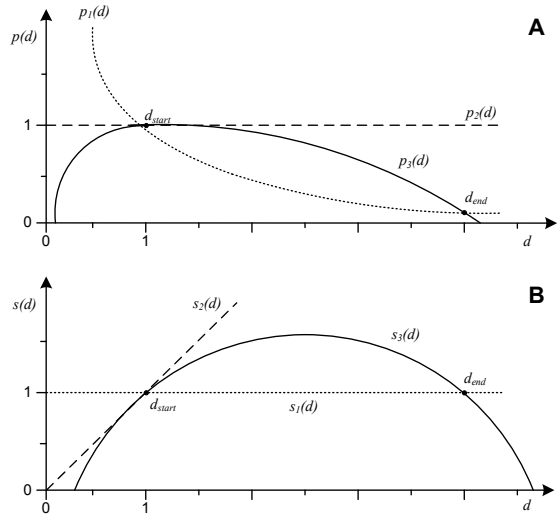 p₁(d)
p(d)
A
d_start
p₂(d)
1
p₃(d)
d_end
0
0
1
d
B
s(d)
s₂(d)
s₃(d)
1
d_start
s₁(d)
d_end
0
0
1
d